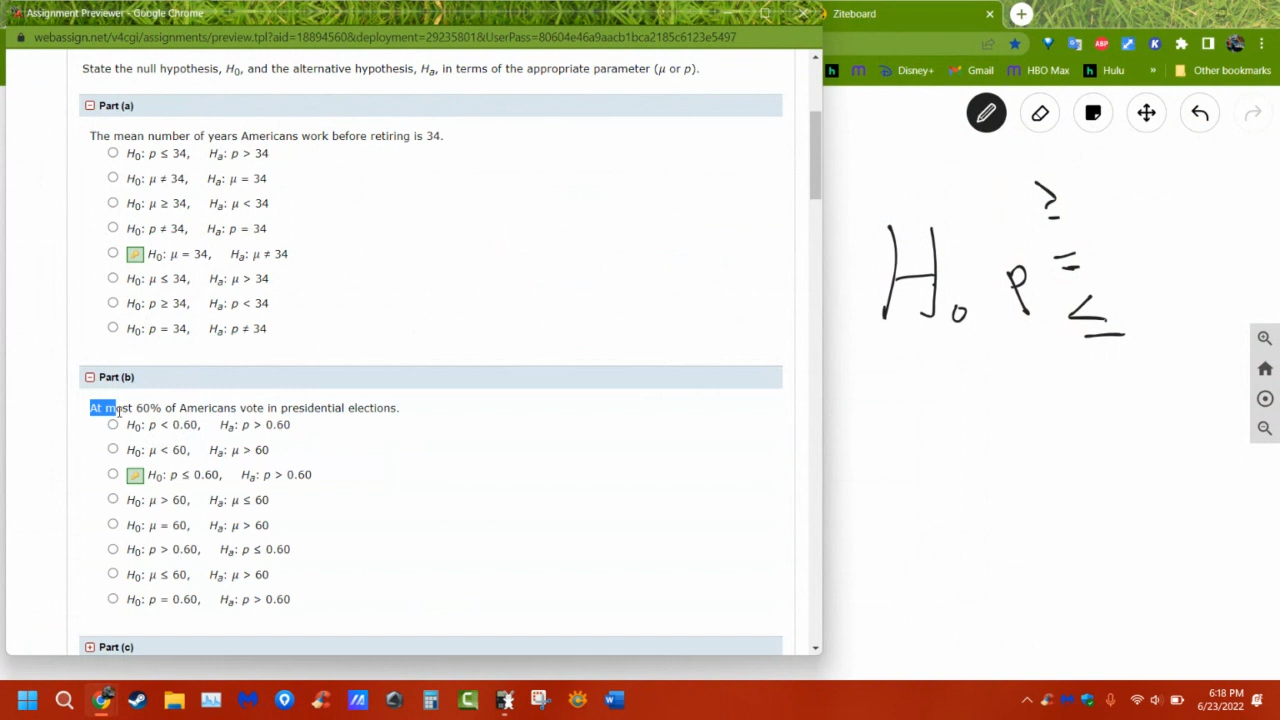 Assignment Previewer - Google Chrome
Ziteboard
webassign.net/v4cgi/assignments/preview.tpl?aid=18894560&deployment=29235801&UserPass=80604e46a9aacb1bca2185c6123e5497
Disney+ Gmail HBO Max Hulu » Other bookmarks
State the null hypothesis, H₀, and the alternative hypothesis, Hₐ, in terms of the appropriate parameter (μ or p).
Part (a)
The mean number of years Americans work before retiring is 34.
H₀: p ≤ 34, Hₐ: p > 34
H₀: μ ≠ 34, Hₐ: μ = 34
H₀: μ ≥ 34, Hₐ: μ < 34
H₀: p ≠ 34, Hₐ: p = 34
H₀: μ = 34, Hₐ: μ ≠ 34
H₀: μ ≤ 34, Hₐ: μ > 34
H₀: p ≥ 34, Hₐ: p < 34
H₀: p = 34, Hₐ: p ≠ 34
Part (b)
At most 60% of Americans vote in presidential elections.
H₀: p < 0.60, Hₐ: p > 0.60
H₀: μ < 60, Hₐ: μ > 60
H₀: p ≤ 0.60, Hₐ: p > 0.60
H₀: μ > 60, Hₐ: μ ≤ 60
H₀: μ = 60, Hₐ: μ > 60
H₀: p > 0.60, Hₐ: p ≤ 0.60
H₀: μ ≤ 60, Hₐ: μ > 60
H₀: p = 0.60, Hₐ: p > 0.60
Part (c)
≥
H₀ p =
≤
6:18 PM
6/23/2022